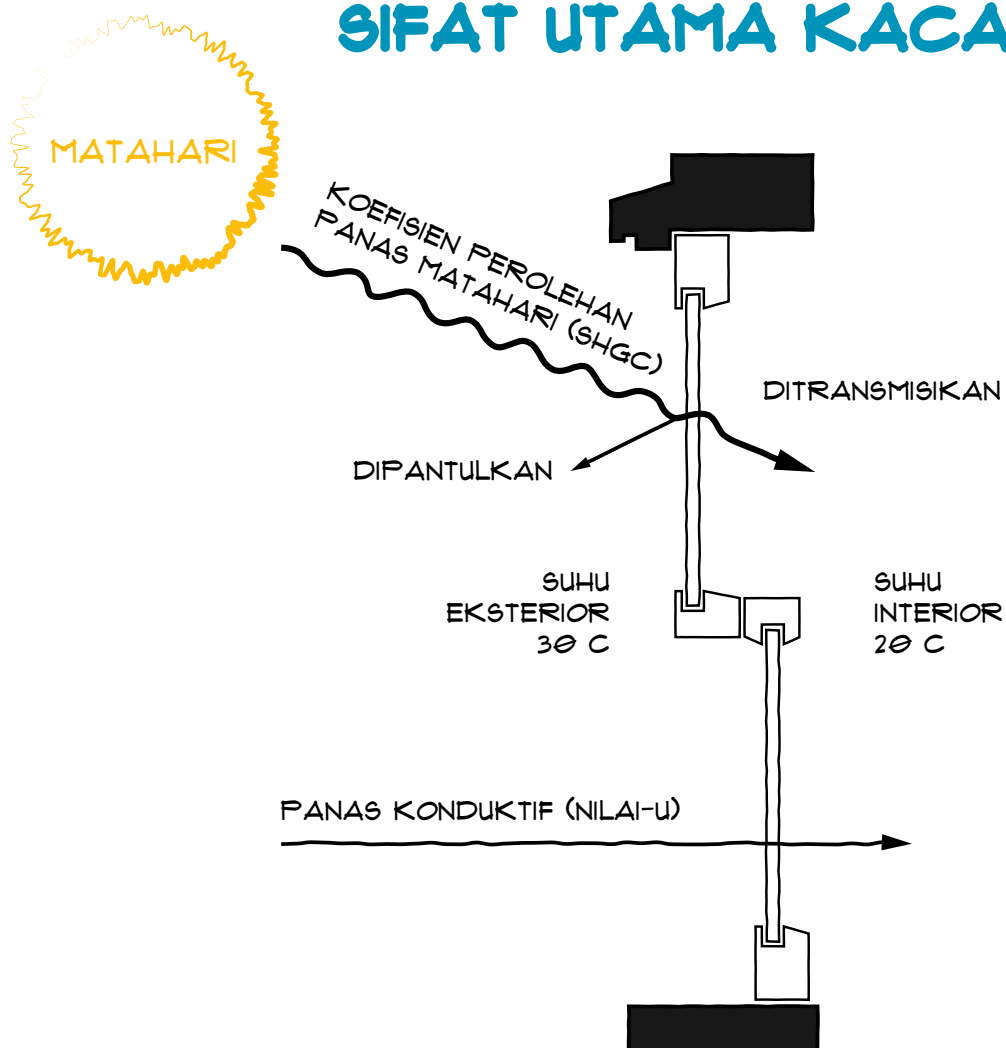 SIFAT UTAMA KACA
MATAHARI
KOEFISIEN PEROLEHAN
PANAS MATAHARI (SHGC)
DITRANSMISIKAN
DIPANTULKAN
SUHU
EKSTERIOR
30 C
SUHU
INTERIOR
20 C
PANAS KONDUKTIF (NILAI-U)